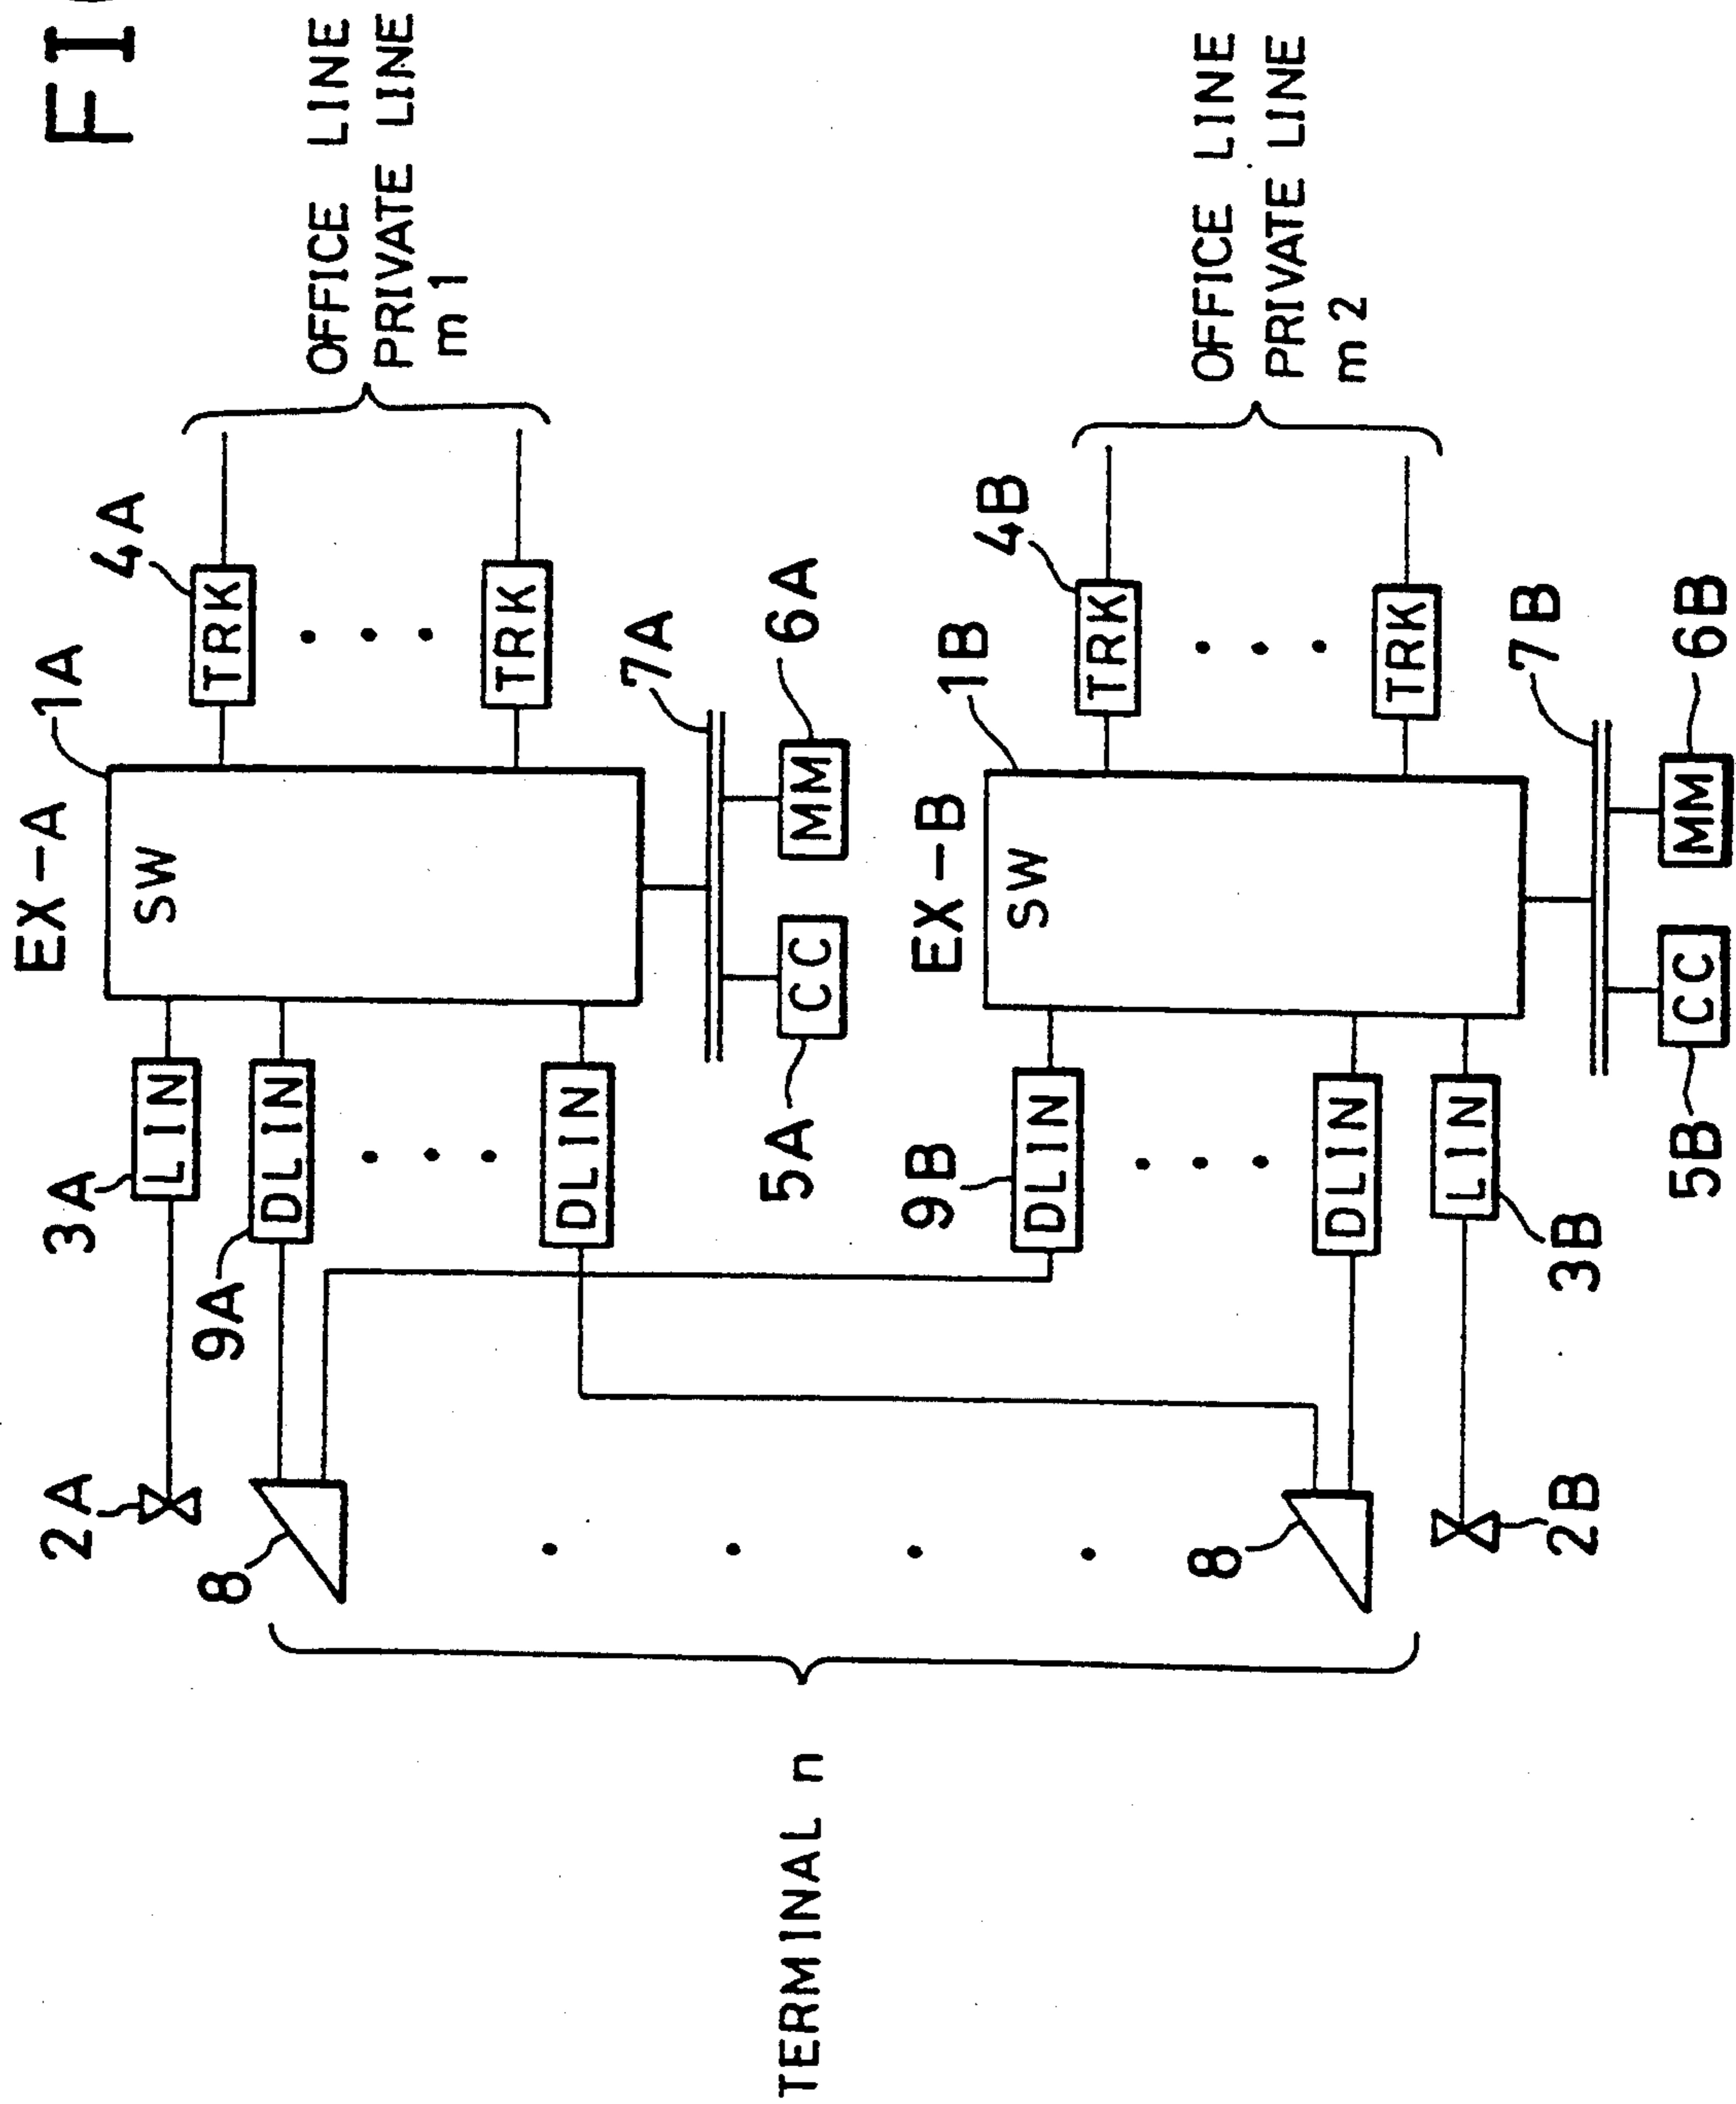 FI
OFFICE LINE
PRIVATE LINE
m 1
EX-A
1A
SW
4A
TRK
TRK
3A
LIN
9A
DLIN
DLIN
2A
8
7A
6A
MM
5A
CC
TERMINAL n
OFFICE LINE
PRIVATE LINE
m 2
EX-B
1B
SW
4B
TRK
TRK
9B
DLIN
DLIN
LIN
3B
8
2B
7B
6B
MM
5B
CC